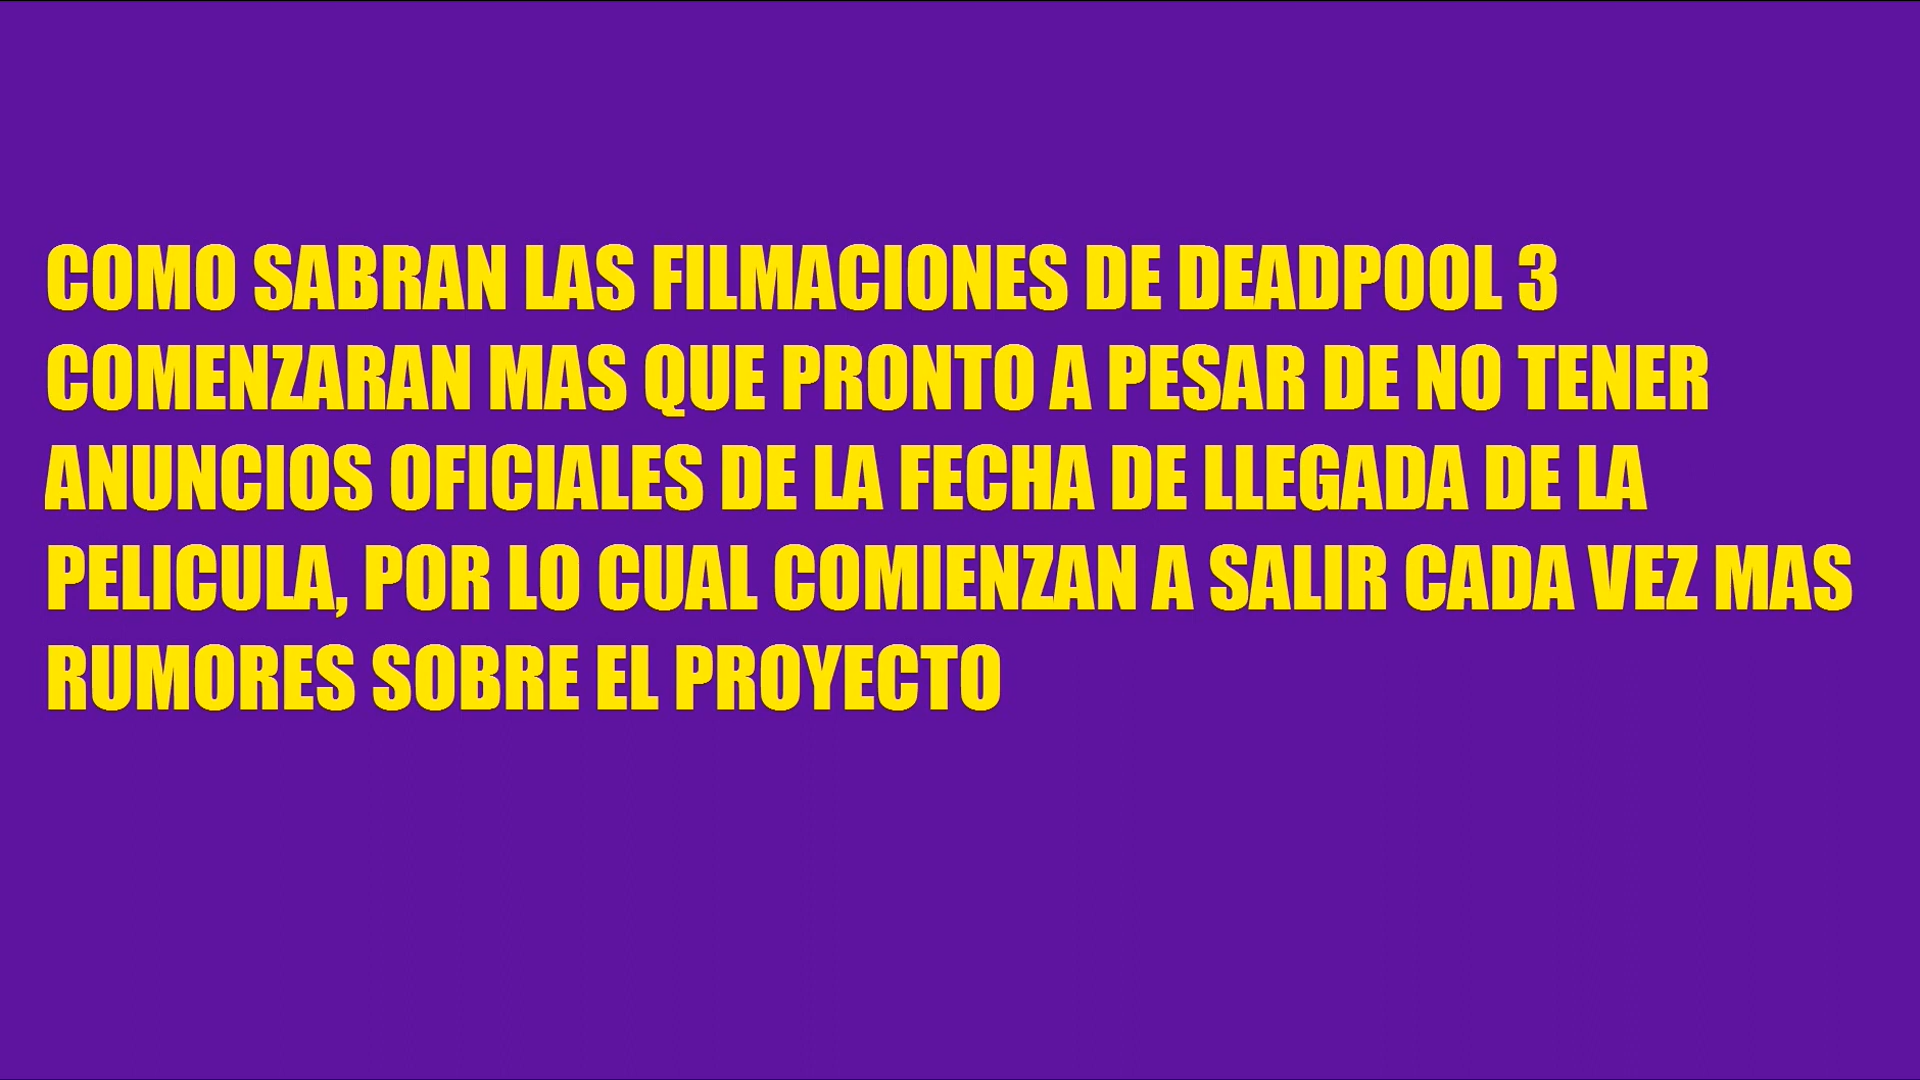 COMO SABRAN LAS FILMACIONES DE DEADPOOL 3
COMENZARAN MAS QUE PRONTO A PESAR DE NO TENER
ANUNCIOS OFICIALES DE LA FECHA DE LLEGADA DE LA
PELICULA, POR LO CUAL COMIENZAN A SALIR CADA VEZ MAS
RUMORES SOBRE EL PROYECTO